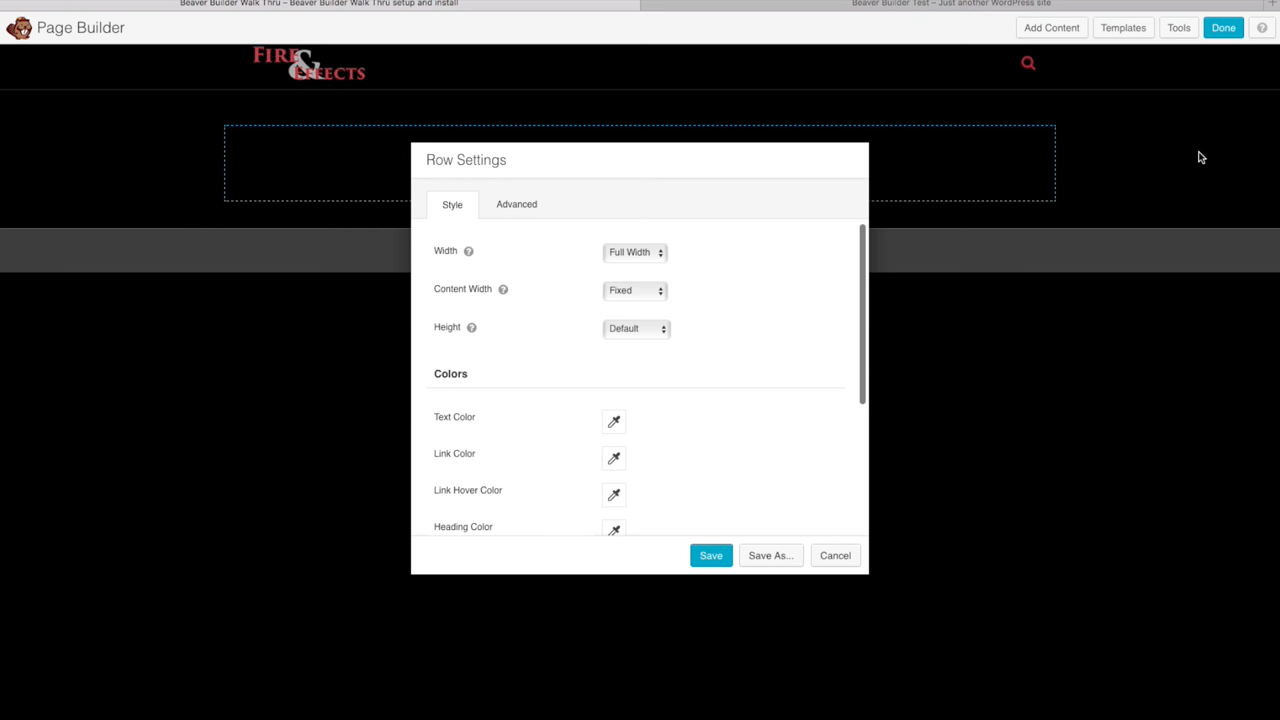 Beaver Builder Walk Thru – Beaver Builder Walk Thru setup and install
Beaver Builder Test – Just another WordPress site
Page Builder
Add Content
Templates
Tools
Done
FIRE
&
EFFECTS
Row Settings
Style
Advanced
Width
Full Width
Content Width
Fixed
Height
Default
Colors
Text Color
Link Color
Link Hover Color
Heading Color
Save
Save As...
Cancel